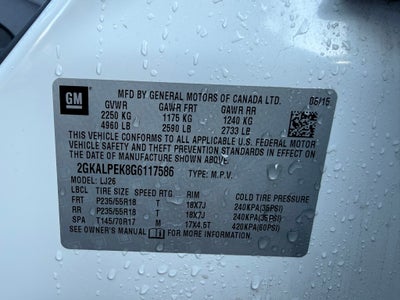 GM
MFD BY GENERAL MOTORS OF CANADA LTD. 05/15
GVWR GAWR FRT GAWR RR
2250 KG 1175 KG 1240 KG
4960 LB 2590 LB 2733 LB
THIS VEHICLE CONFORMS TO ALL APPLICABLE U.S. FEDERAL
VEHICLE SAFETY, BUMPER, AND THEFT PREVENTION STANDARDS
IN EFFECT ON THE DATE OF MANUFACTURE SHOWN ABOVE.
2GKALPEK8G6117586 TYPE: M.P.V.
MODEL: LJ26
LBCL TIRE SIZE SPEED RTG RIM COLD TIRE PRESSURE
FRT P235/55R18 T 18X7J 240KPA(35PSI)
RR P235/55R18 T 18X7J 240KPA(35PSI)
SPA T145/70R17 M 17X4.5T 420KPA(60PSI)
SEE OWNER'S MANUAL FOR MORE INFORMATION.